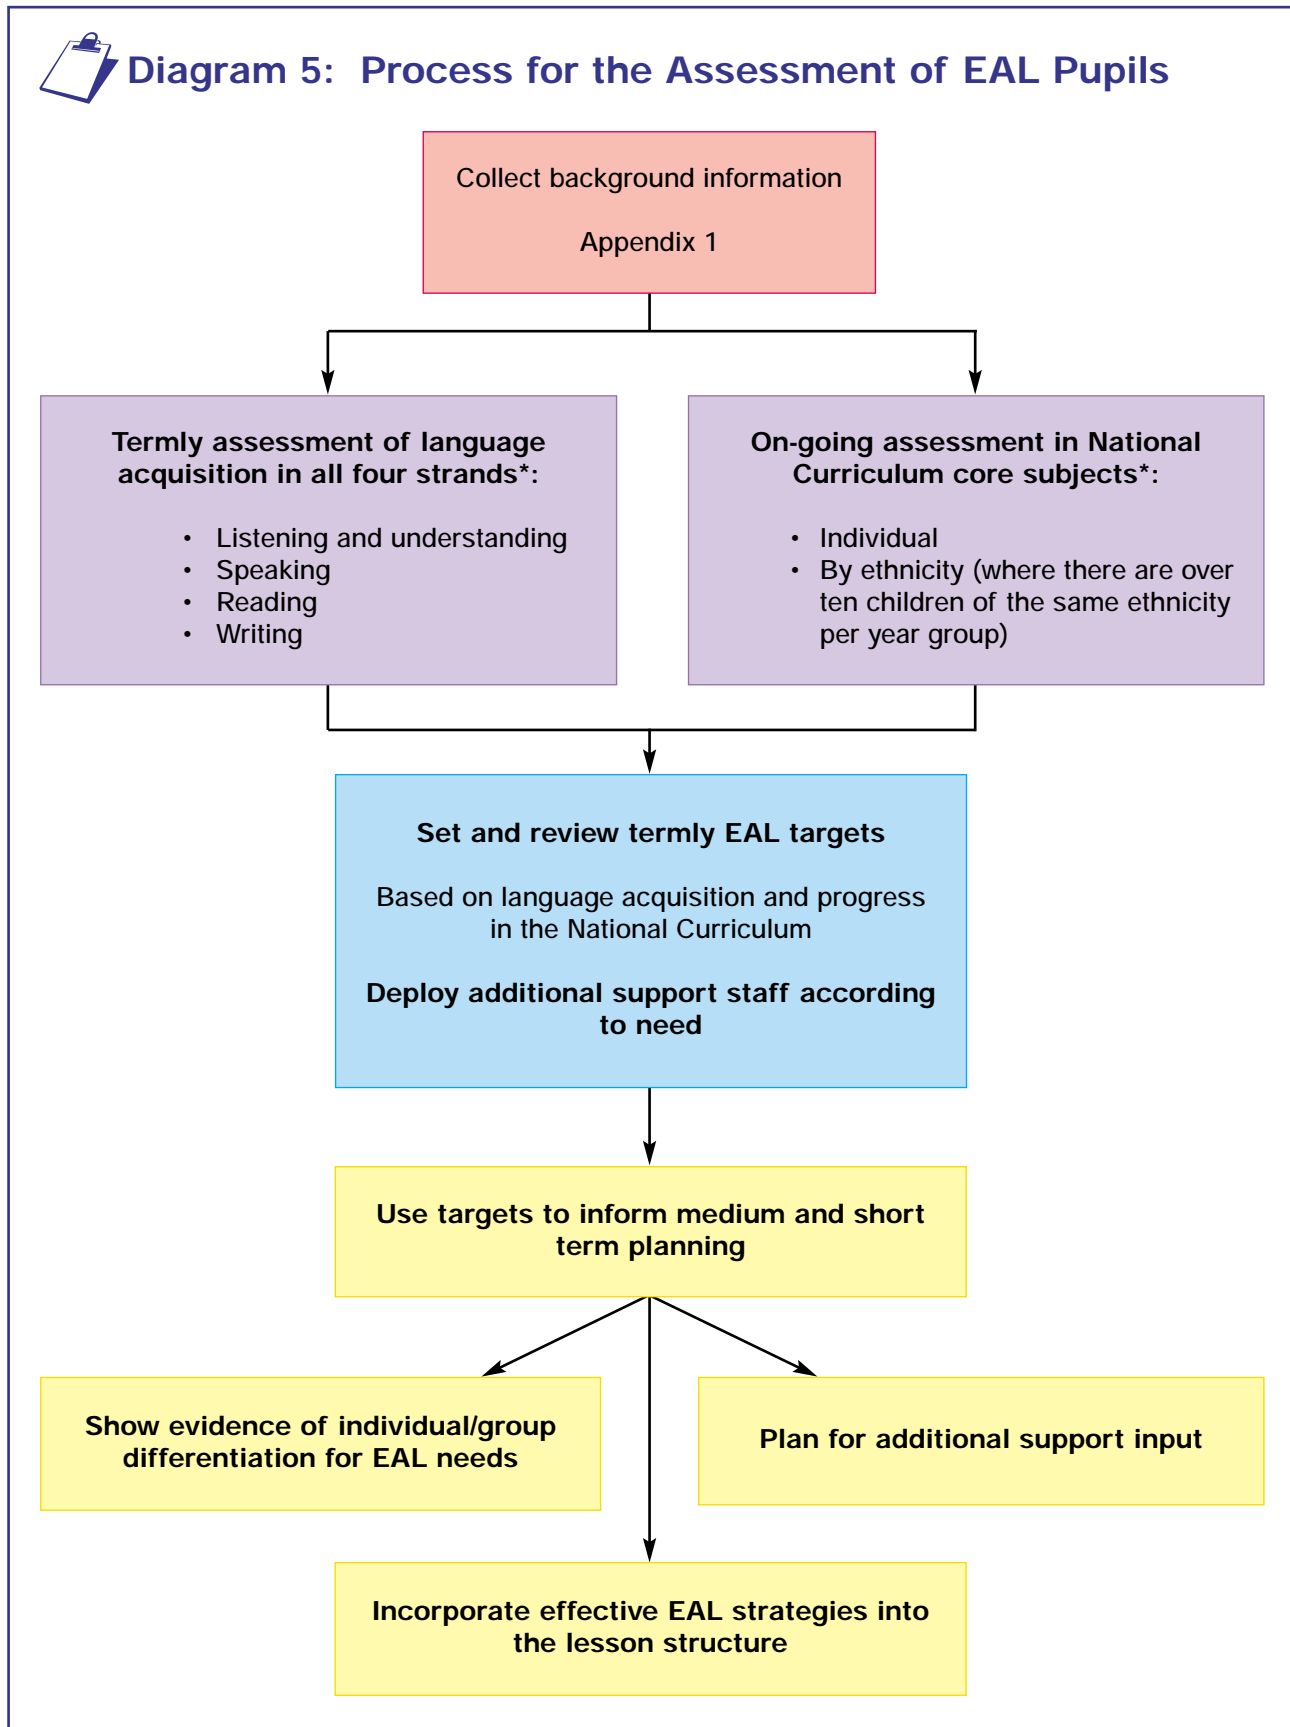 Diagram 5: Process for the Assessment of EAL Pupils
Collect background information
Appendix 1
Termly assessment of language
acquisition in all four strands*:
• Listening and understanding
• Speaking
• Reading
• Writing
On-going assessment in National
Curriculum core subjects*:
• Individual
• By ethnicity (where there are over
ten children of the same ethnicity
per year group)
Set and review termly EAL targets
Based on language acquisition and progress
in the National Curriculum
Deploy additional support staff according
to need
Use targets to inform medium and short
term planning
Show evidence of individual/group
differentiation for EAL needs
Plan for additional support input
Incorporate effective EAL strategies into
the lesson structure